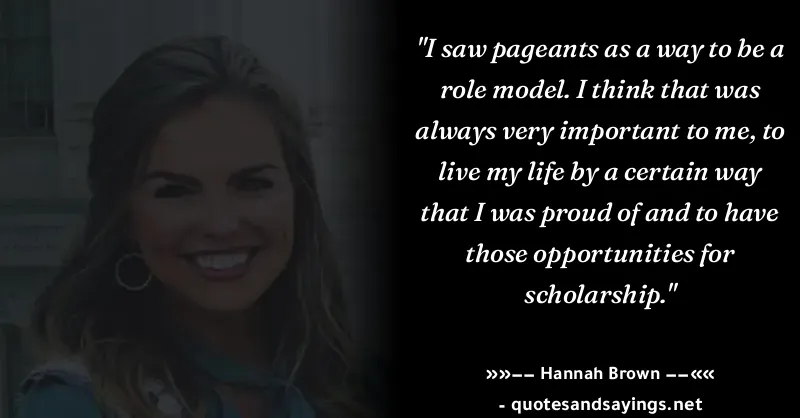 "I saw pageants as a way to be a
role model. I think that was
always very important to me, to
live my life by a certain way
that I was proud of and to have
those opportunities for
scholarship."
»»−− Hannah Brown −−««
- quotesandsayings.net